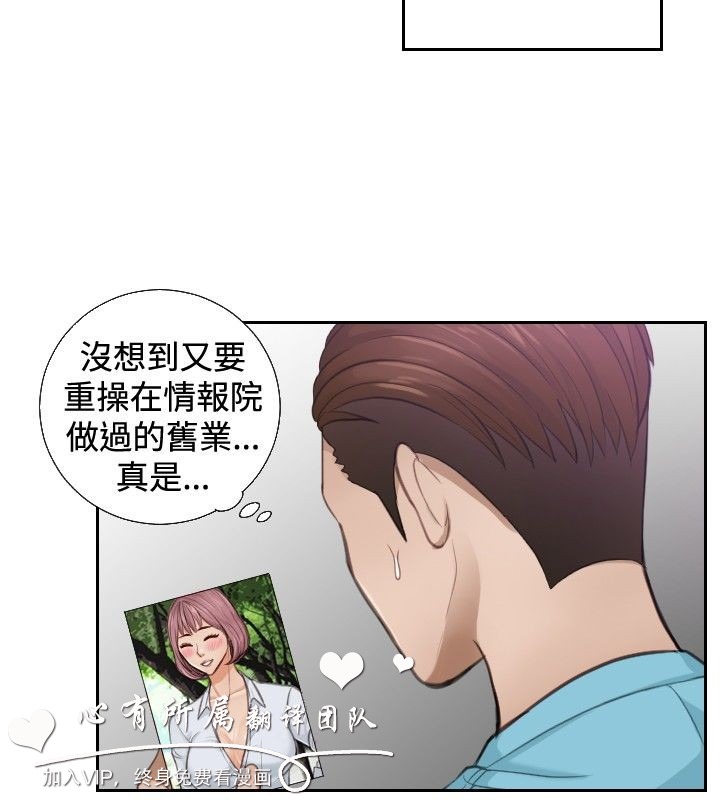 沒想到又要
重操在情報院
做過的舊業...
真是...
心有所属翻译团队
加入VIP，终身免费看漫画